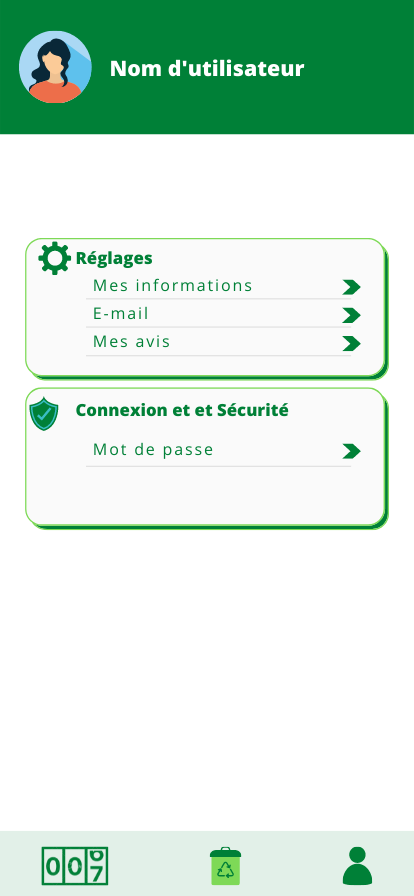 Nom d'utilisateur
Réglages
Mes informations
E-mail
Mes avis
Connexion et et Sécurité
Mot de passe
007